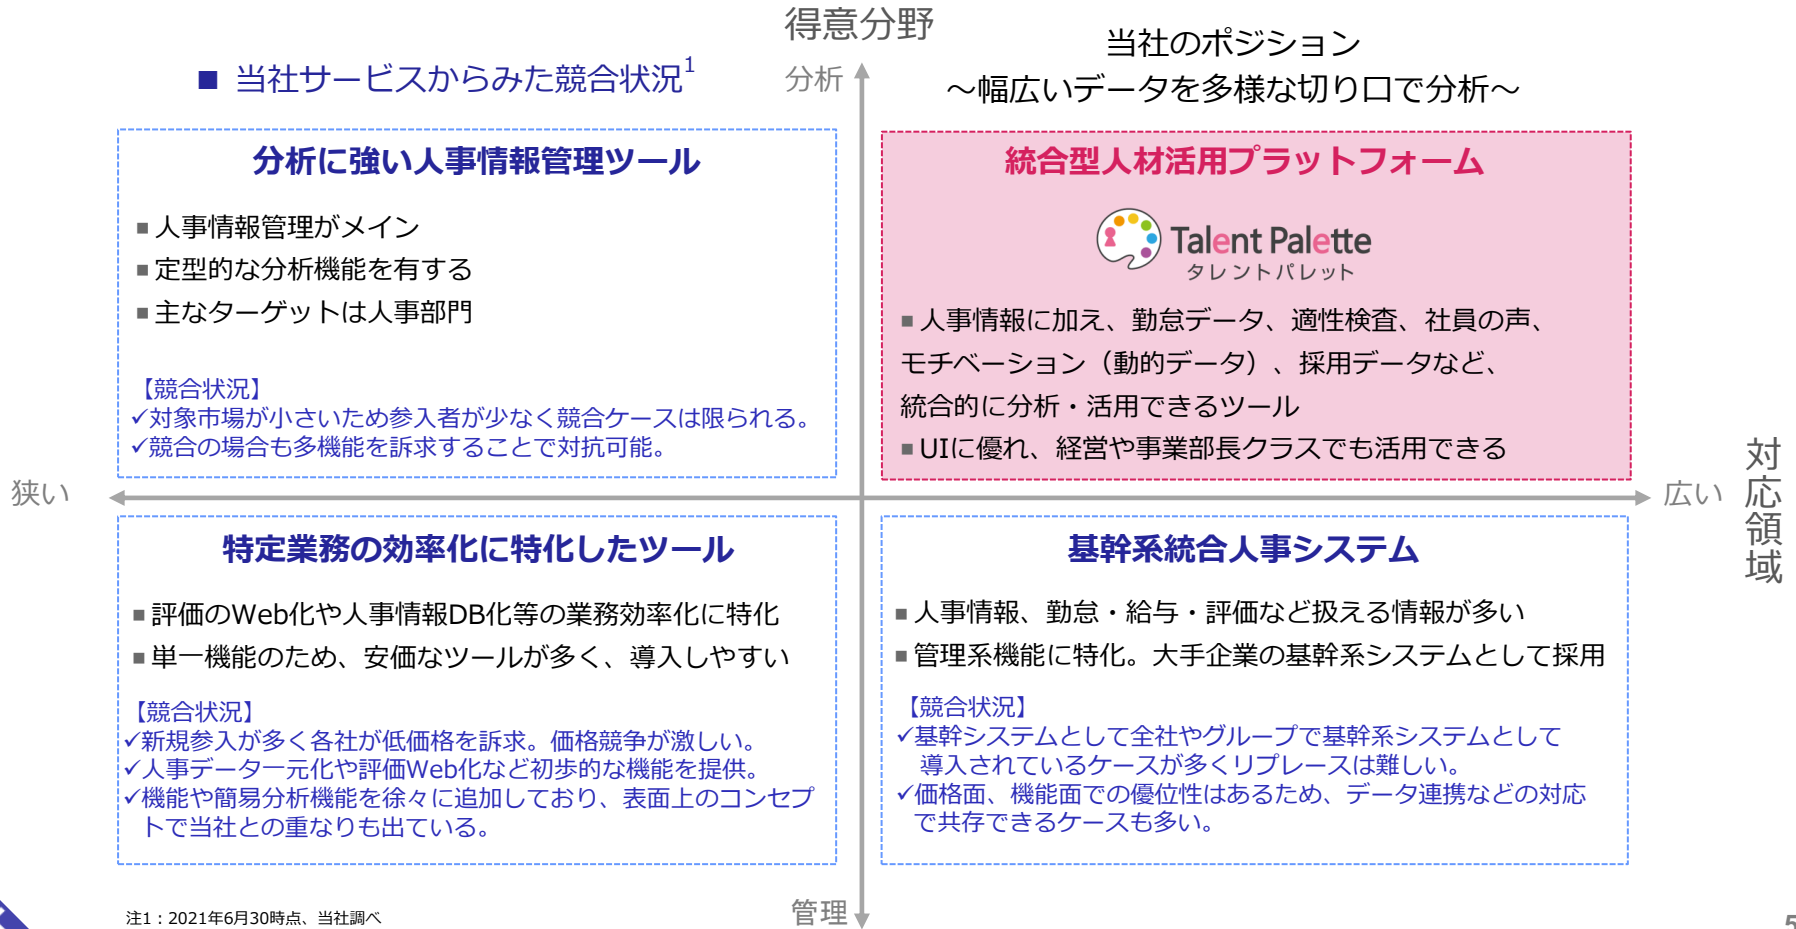 得意分野
当社のポジション
～幅広いデータを多様な切り口で分析～
■ 当社サービスからみた競合状況1
分析
分析に強い人事情報管理ツール
■人事情報管理がメイン
■定型的な分析機能を有する
■主なターゲットは人事部門
【競合状況】
✓対象市場が小さいため参入者が少なく競合ケースは限られる。
✓競合の場合も多機能を訴求することで対抗可能。
統合型人材活用プラットフォーム
Talent Palette
タレントパレット
■人事情報に加え、勤怠データ、適性検査、社員の声、
モチベーション（動的データ）、採用データなど、
統合的に分析・活用できるツール
■UIに優れ、経営や事業部長クラスでも活用できる
狭い
広い
対応領域
特定業務の効率化に特化したツール
■評価のWeb化や人事情報DB化等の業務効率化に特化
■単一機能のため、安価なツールが多く、導入しやすい
【競合状況】
✓新規参入が多く各社が低価格を訴求。価格競争が激しい。
✓人事データ一元化や評価Web化など初歩的な機能を提供。
✓機能や簡易分析機能を徐々に追加しており、表面上のコンセプ
トで当社との重なりも出ている。
基幹系統合人事システム
■人事情報、勤怠・給与・評価など扱える情報が多い
■管理系機能に特化。大手企業の基幹系システムとして採用
【競合状況】
✓基幹システムとして全社やグループで基幹系システムとして
導入されているケースが多くリプレースは難しい。
✓価格面、機能面での優位性はあるため、データ連携などの対応
で共存できるケースも多い。
管理
注1：2021年6月30時点、当社調べ
5